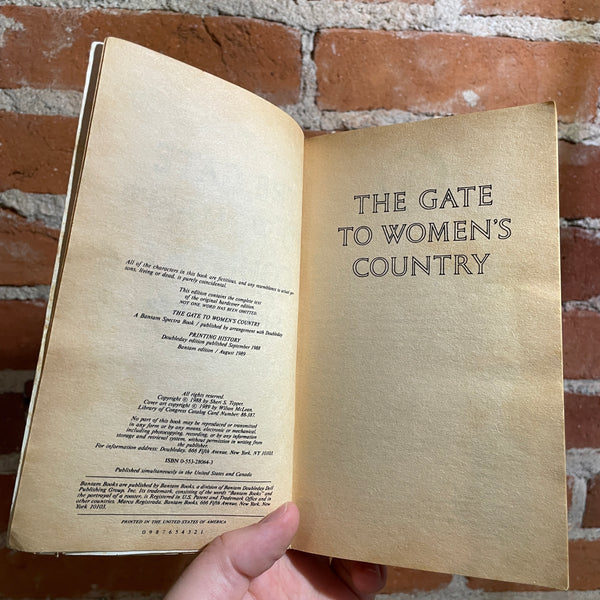 All of the characters in this book are fictitious, and any resemblance to actual per-
sons, living or dead, is purely coincidental.
This edition contains the complete text
of the original hardcover edition.
NOT ONE WORD HAS BEEN OMITTED.
THE GATE TO WOMEN'S COUNTRY
A Bantam Spectra Book / published by arrangement with Doubleday
PRINTING HISTORY
Doubleday edition published September 1988
Bantam edition / August 1989
All rights reserved.
Copyright © 1988 by Sheri S. Tepper.
Cover art copyright © 1989 by Wilson McLean.
Library of Congress Catalog Card Number: 88-387.
No part of this book may be reproduced or transmitted
in any form or by any means, electronic or mechanical,
including photocopying, recording, or by any information
storage and retrieval system, without permission in writing from
the publisher.
For information address: Doubleday, 666 Fifth Avenue, New York, NY 10103.
ISBN 0-553-28064-3
Published simultaneously in the United States and Canada
Bantam Books are published by Bantam Books, a division of Bantam Doubleday Dell
Publishing Group, Inc. Its trademark, consisting of the words "Bantam Books" and
the portrayal of a rooster, is Registered in U.S. Patent and Trademark Office and in
other countries. Marca Registrada. Bantam Books, 666 Fifth Avenue, New York, New
York 10103.
PRINTED IN THE UNITED STATES OF AMERICA
0 9 8 7 6 5 4 3 2 1
THE GATE
TO WOMEN'S
COUNTRY